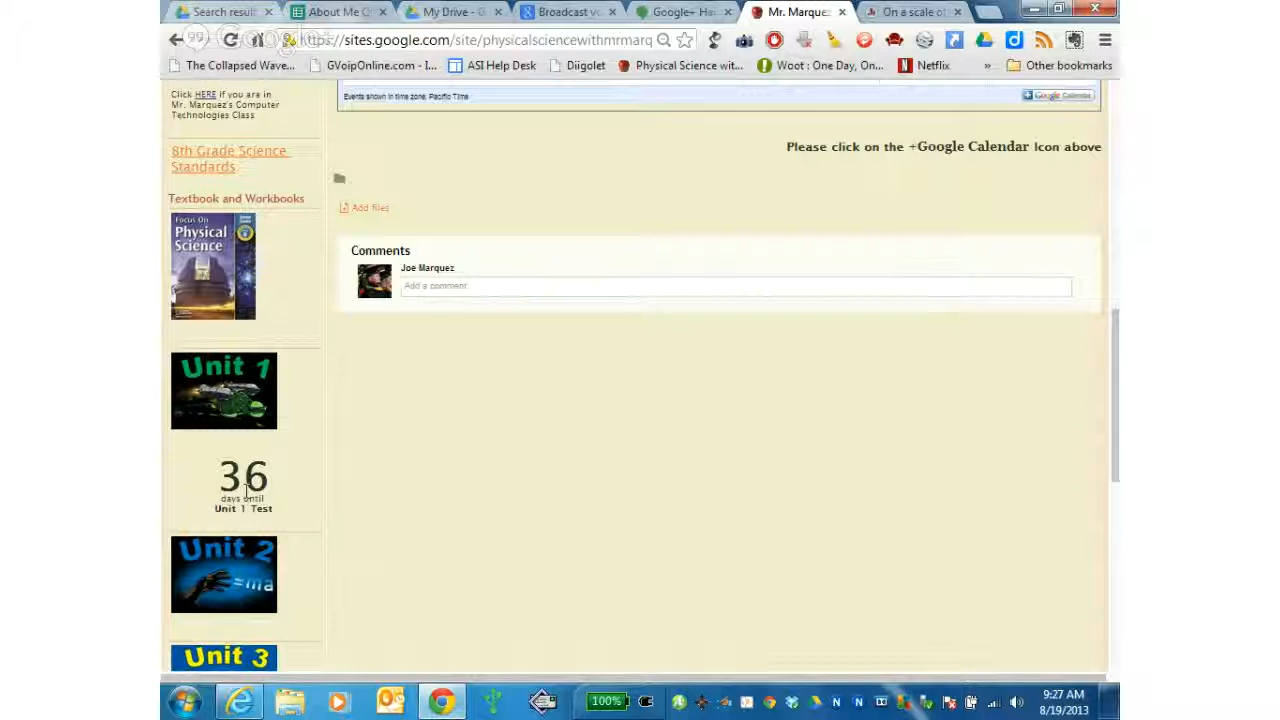 Search resul
About Me C
My Drive - G
Broadcast yo
Google+ Ha
Mr. Marquez
On a scale of
https://sites.google.com/site/physicalsciencewithmrmarq
The Collapsed Wave...
GVoipOnline.com - I...
ASI Help Desk
Diigolet
Physical Science wit...
Woot : One Day, On...
Netflix
»
Other bookmarks
Click HERE if you are in
Mr. Marquez's Computer
Technologies Class
Events shown in time zone: Pacific Time
Google Calendar
Please click on the +Google Calendar Icon above
8th Grade Science
Standards
Add files
Textbook and Workbooks
Focus On
Physical
Science
Comments
Joe Marquez
Add a comment
Unit 1
36
days until
Unit 1 Test
Unit 2
=ma
Unit 3
100%
9:27 AM
8/19/2013